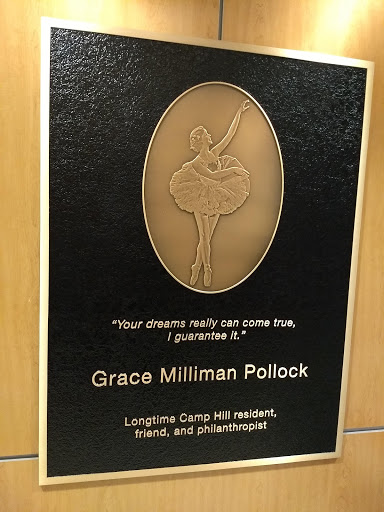 “Your dreams really can come true,
I guarantee it.”
Grace Milliman Pollock
Longtime Camp Hill resident,
friend, and philanthropist